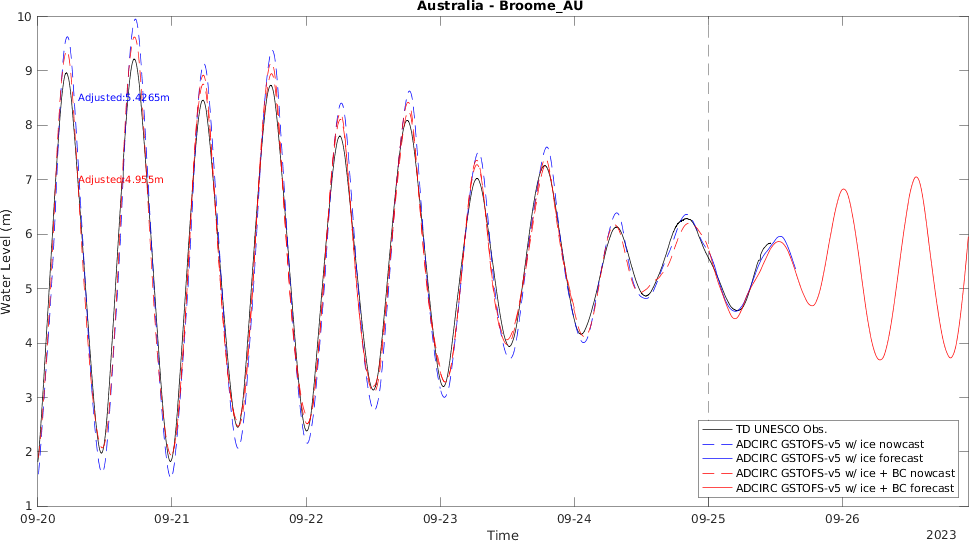 Australia - Broome_AU
Water Level (m)
10
9
8
7
6
5
4
3
2
1
Adjusted:5.4265m
Adjusted:4.955m
09-20
09-21
09-22
09-23
09-24
09-25
09-26
Time
2023
TD UNESCO Obs.
ADCIRC GSTOFS-v5 w/ ice nowcast
ADCIRC GSTOFS-v5 w/ ice forecast
ADCIRC GSTOFS-v5 w/ ice + BC nowcast
ADCIRC GSTOFS-v5 w/ ice + BC forecast